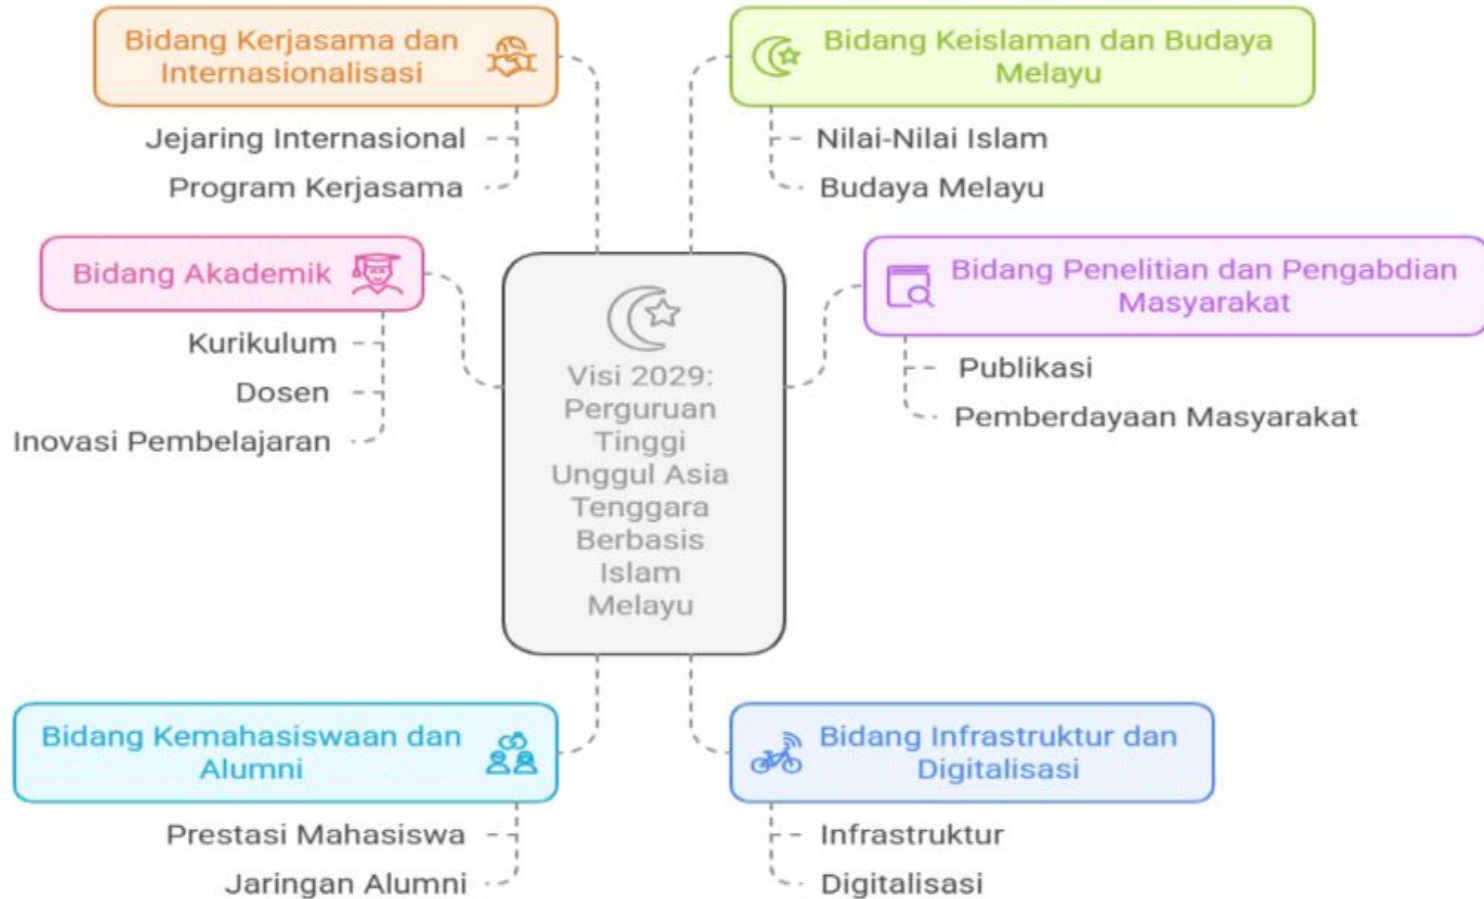 Bidang Kerjasama dan
Internasionalisasi
Jejaring Internasional
Program Kerjasama
Bidang Keislaman dan Budaya
Melayu
Nilai-Nilai Islam
Budaya Melayu
Bidang Akademik
Kurikulum
Dosen
Inovasi Pembelajaran
Visi 2029:
Perguruan
Tinggi
Unggul Asia
Tenggara
Berbasis
Islam
Melayu
Bidang Penelitian dan Pengabdian
Masyarakat
Publikasi
Pemberdayaan Masyarakat
Bidang Kemahasiswaan dan
Alumni
Prestasi Mahasiswa
Jaringan Alumni
Bidang Infrastruktur dan
Digitalisasi
Infrastruktur
Digitalisasi